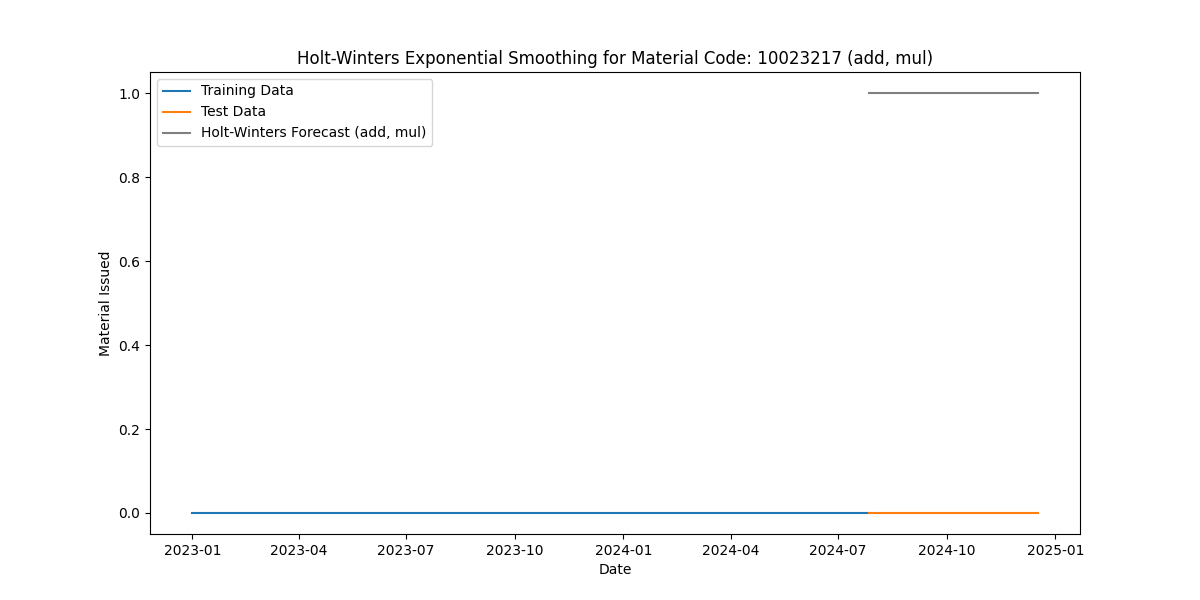 Holt-Winters Exponential Smoothing for Material Code: 10023217 (add, mul)
Training Data
Test Data
Holt-Winters Forecast (add, mul)
1.0
0.8
0.6
0.4
0.2
0.0
Material Issued
2023-01 2023-04 2023-07 2023-10 2024-01 2024-04 2024-07 2024-10 2025-01
Date